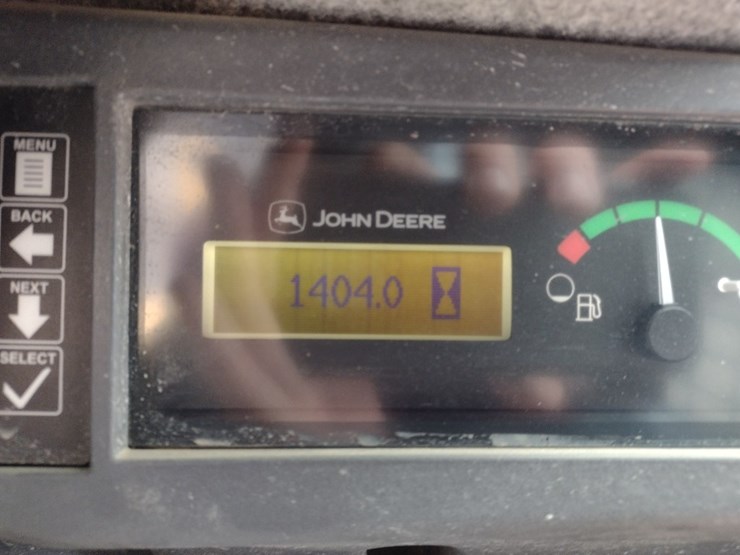 MENU
BACK
NEXT
SELECT
JOHN DEERE
1404.0